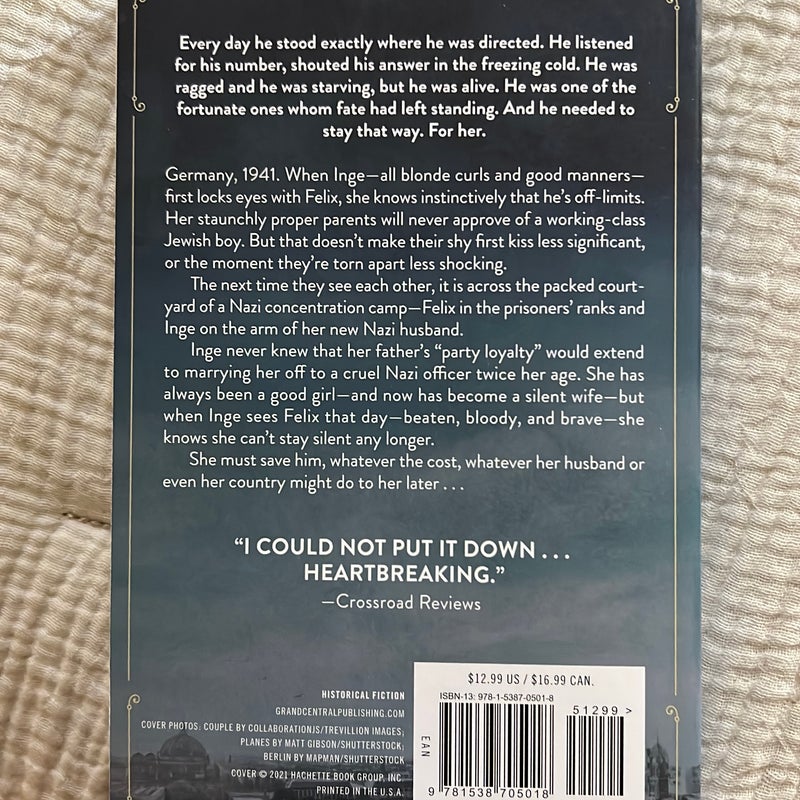 Every day he stood exactly where he was directed. He listened
for his number, shouted his answer in the freezing cold. He was
ragged and he was starving, but he was alive. He was one of the
fortunate ones whom fate had left standing. And he needed to
stay that way. For her.
Germany, 1941. When Inge—all blonde curls and good manners—
first locks eyes with Felix, she knows instinctively that he's off-limits.
Her staunchly proper parents will never approve of a working-class
Jewish boy. But that doesn't make their shy first kiss less significant,
or the moment they're torn apart less shocking.
The next time they see each other, it is across the packed court-
yard of a Nazi concentration camp—Felix in the prisoners' ranks and
Inge on the arm of her new Nazi husband.
Inge never knew that her father's “party loyalty” would extend
to marrying her off to a cruel Nazi officer twice her age. She has
always been a good girl—and now has become a silent wife—but
when Inge sees Felix that day—beaten, bloody, and brave—she
knows she can't stay silent any longer.
She must save him, whatever the cost, whatever her husband or
even her country might do to her later . . .
“I COULD NOT PUT IT DOWN . . .
HEARTBREAKING.”
—Crossroad Reviews
HISTORICAL FICTION
GRANDCENTRALPUBLISHING.COM
COVER PHOTOS: COUPLE BY COLLABORATIONJS/TREVILLION IMAGES;
PLANES BY MATT GIBSON/SHUTTERSTOCK;
BERLIN BY MAPMAN/SHUTTERSTOCK
COVER © 2021 HACHETTE BOOK GROUP, INC.
PRINTED IN THE U.S.A.
$12.99 US / $16.99 CAN.
ISBN-13: 978-1-5387-0501-8
51299 >
EAN
9 781538 705018